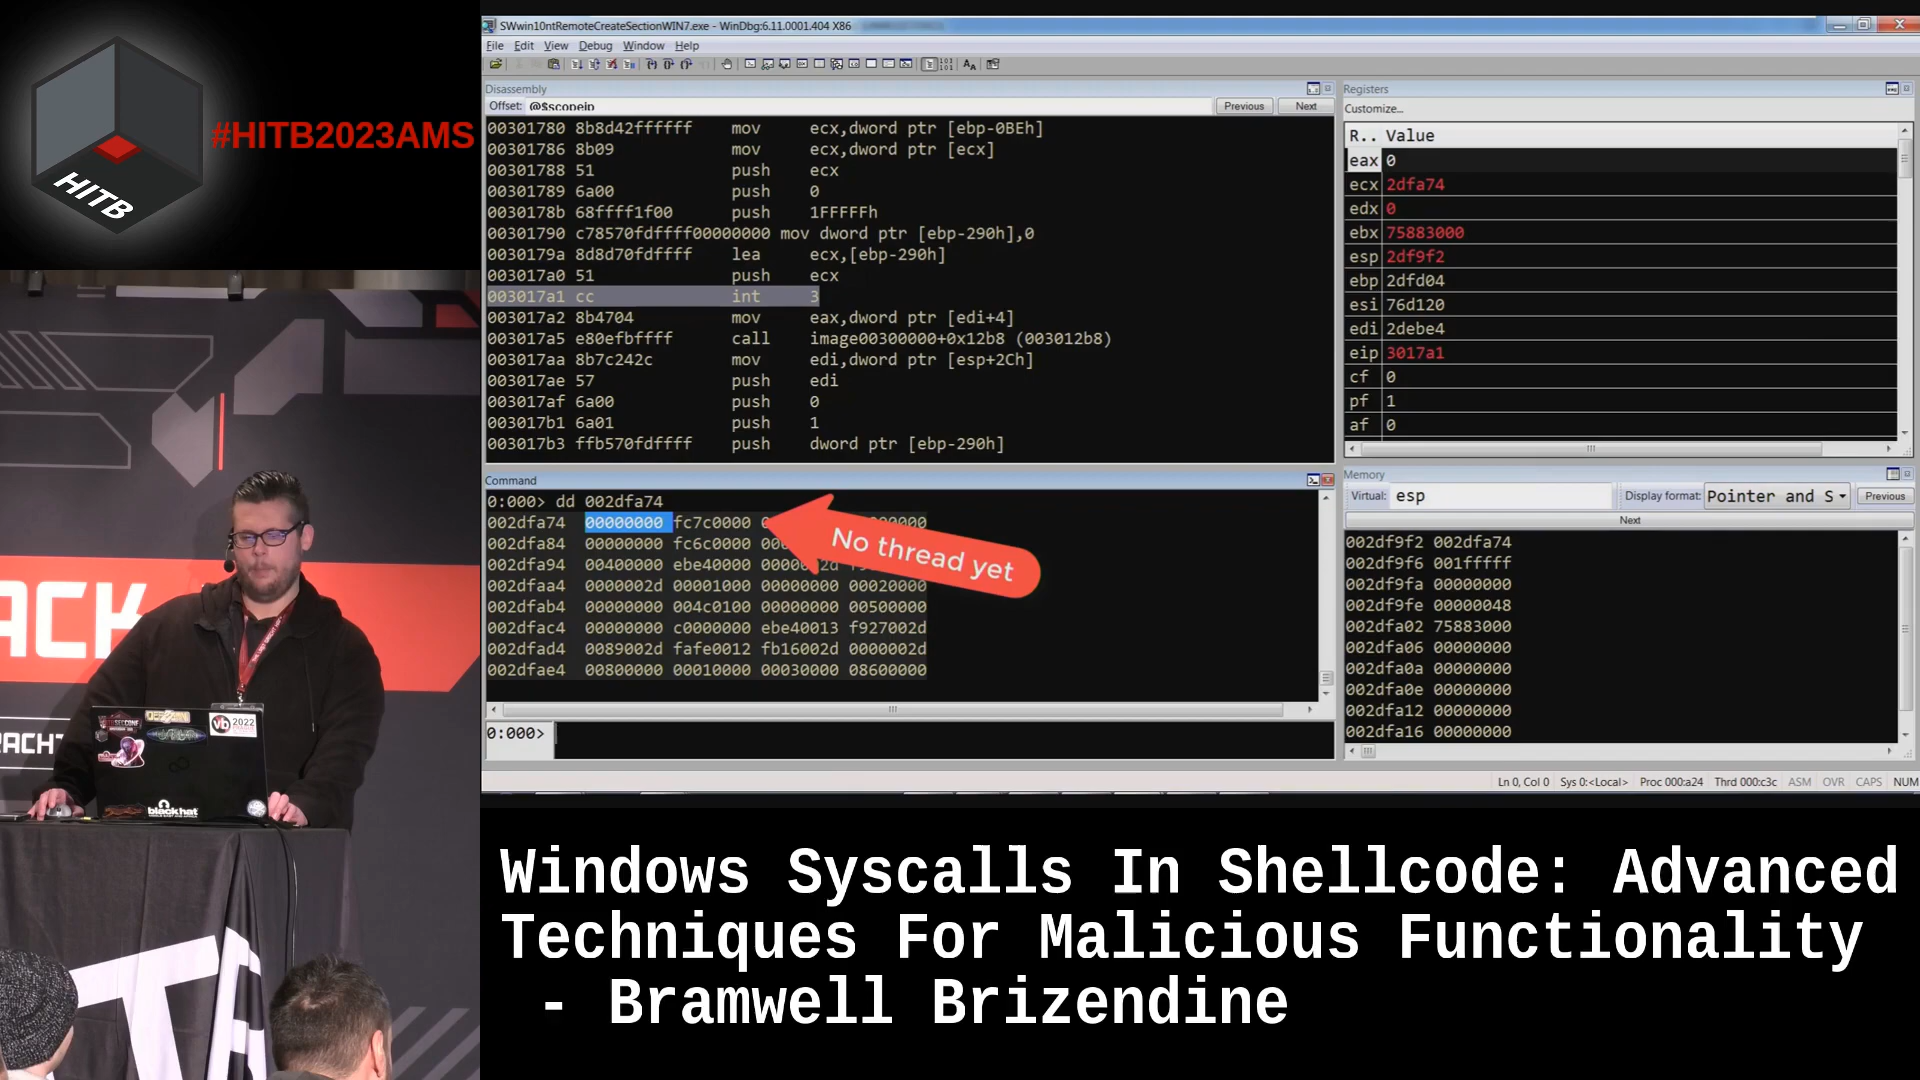 #HITB2023AMS
HITB
SWwin10ntRemoteCreateSectionWIN7.exe - WinDbg:6.11.0001.404 X86
File Edit View Debug Window Help
Disassembly
Offset: @$scopeip Previous Next
00301780 8b8d42ffffff mov ecx,dword ptr [ebp-0BEh]
00301786 8b09 mov ecx,dword ptr [ecx]
00301788 51 push ecx
00301789 6a00 push 0
0030178b 68ffff1f00 push 1FFFFFh
00301790 c78570fdffff00000000 mov dword ptr [ebp-290h],0
0030179a 8d8d70fdffff lea ecx,[ebp-290h]
003017a0 51 push ecx
003017a1 cc int 3
003017a2 8b4704 mov eax,dword ptr [edi+4]
003017a5 e80efbffff call image00300000+0x12b8 (003012b8)
003017aa 8b7c242c mov edi,dword ptr [esp+2Ch]
003017ae 57 push edi
003017af 6a00 push 0
003017b1 6a01 push 1
003017b3 ffb570fdffff push dword ptr [ebp-290h]
Registers
Customize...
R.. Value
eax 0
ecx 2dfa74
edx 0
ebx 75883000
esp 2df9f2
ebp 2dfd04
esi 76d120
edi 2debe4
eip 3017a1
cf 0
pf 1
af 0
Command
0:000> dd 002dfa74
002dfa74 00000000 fc7c0000
002dfa84 00000000 fc6c0000
002dfa94 00400000 ebe40000
002dfaa4 0000002d 00001000 00000000 00020000
002dfab4 00000000 004c0100 00000000 00500000
002dfac4 00000000 c0000000 ebe40013 f927002d
002dfad4 0089002d fafe0012 fb16002d 0000002d
002dfae4 00800000 00010000 00030000 08600000
No thread yet
0:000>
Memory
Virtual: esp Display format: Pointer and S Previous
Next
002df9f2 002dfa74
002df9f6 001fffff
002df9fa 00000000
002df9fe 00000048
002dfa02 75883000
002dfa06 00000000
002dfa0a 00000000
002dfa0e 00000000
002dfa12 00000000
002dfa16 00000000
Ln 0, Col 0 Sys 0:<Local> Proc 000:a24 Thrd 000:c3c ASM OVR CAPS NUM
ACK
RACHT
vb 2022
black hat
Windows Syscalls In Shellcode: Advanced
Techniques For Malicious Functionality
- Bramwell Brizendine